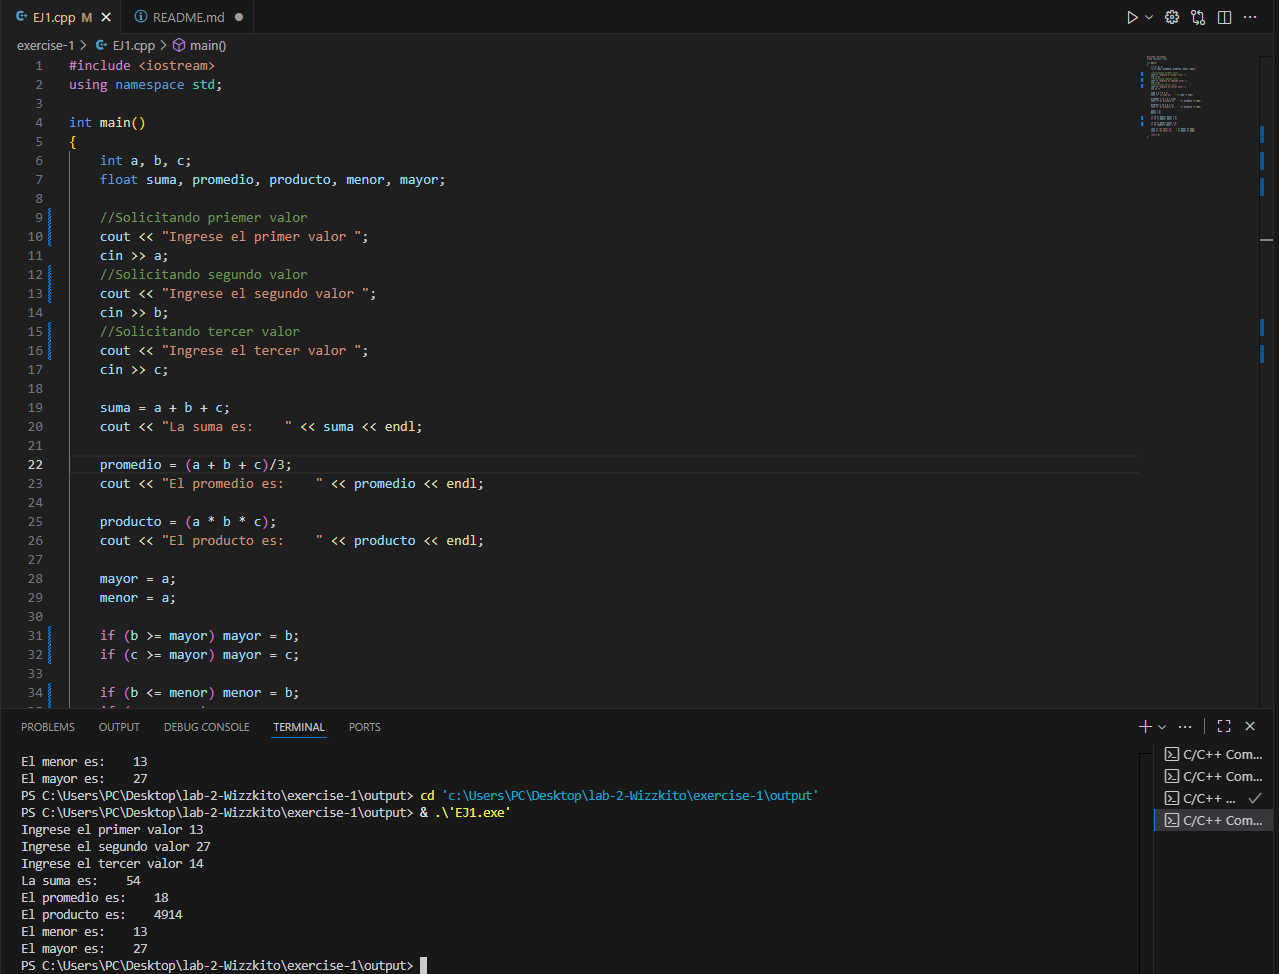 EJ1.cpp M
README.md
exercise-1 > EJ1.cpp > main()
1 #include <iostream>
2 using namespace std;
3
4 int main()
5 {
6 int a, b, c;
7 float suma, promedio, producto, menor, mayor;
8
9 //Solicitando priemer valor
10 cout << "Ingrese el primer valor ";
11 cin >> a;
12 //Solicitando segundo valor
13 cout << "Ingrese el segundo valor ";
14 cin >> b;
15 //Solicitando tercer valor
16 cout << "Ingrese el tercer valor ";
17 cin >> c;
18
19 suma = a + b + c;
20 cout << "La suma es:    " << suma << endl;
21
22 promedio = (a + b + c)/3;
23 cout << "El promedio es:    " << promedio << endl;
24
25 producto = (a * b * c);
26 cout << "El producto es:    " << producto << endl;
27
28 mayor = a;
29 menor = a;
30
31 if (b >= mayor) mayor = b;
32 if (c >= mayor) mayor = c;
33
34 if (b <= menor) menor = b;
PROBLEMS OUTPUT DEBUG CONSOLE TERMINAL PORTS
El menor es:    13
El mayor es:    27
PS C:\Users\PC\Desktop\lab-2-Wizzkito\exercise-1\output> cd 'c:\Users\PC\Desktop\lab-2-Wizzkito\exercise-1\output'
PS C:\Users\PC\Desktop\lab-2-Wizzkito\exercise-1\output> & .\'EJ1.exe'
Ingrese el primer valor 13
Ingrese el segundo valor 27
Ingrese el tercer valor 14
La suma es:    54
El promedio es:    18
El producto es:    4914
El menor es:    13
El mayor es:    27
PS C:\Users\PC\Desktop\lab-2-Wizzkito\exercise-1\output>
C/C++ Com...
C/C++ Com...
C/C++ ...
C/C++ Com...